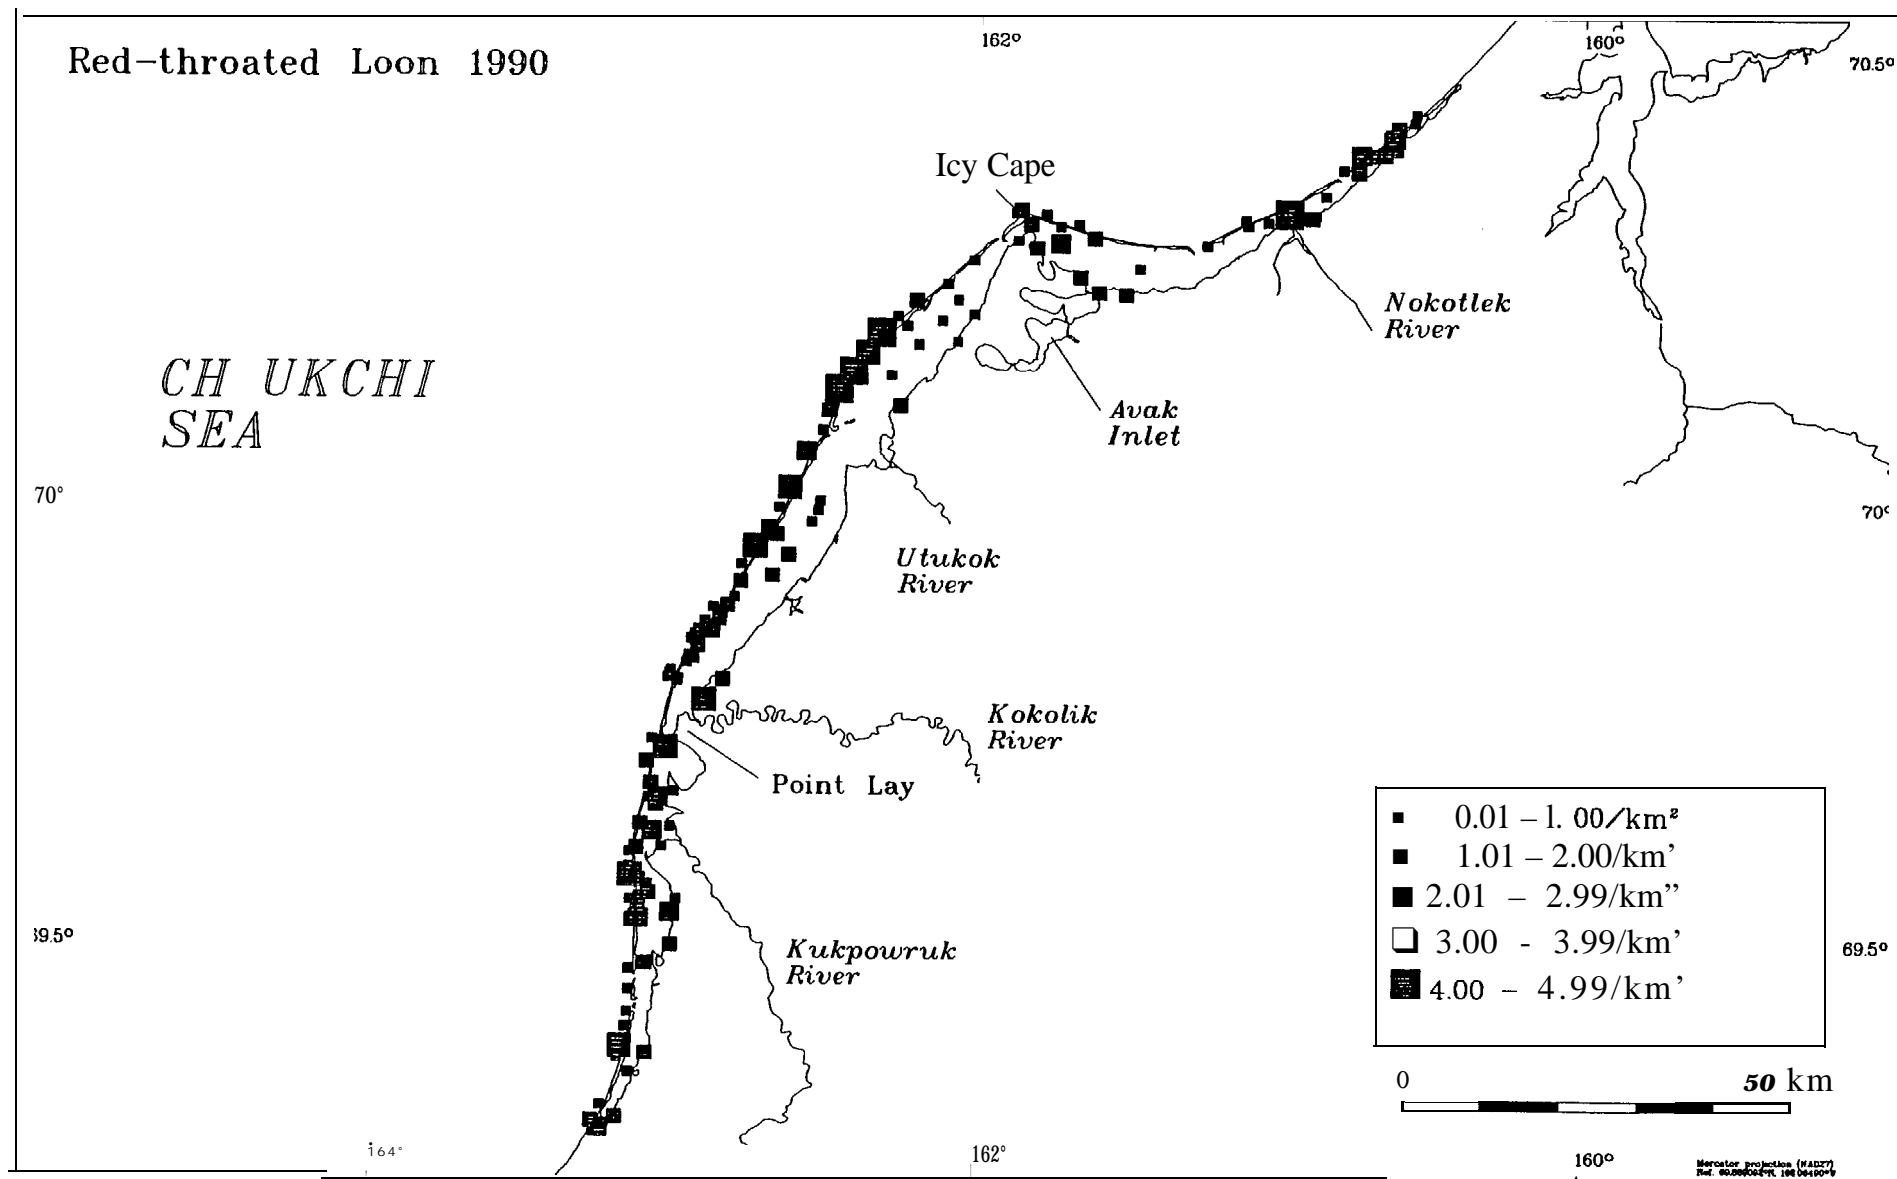 162°
160°
Red-throated Loon 1990
70.5°
Icy Cape
Nokotlek
River
CH UKCHI
SEA
Avak
Inlet
70°
70°
Utukok
River
Kokolik
River
Point Lay
0.01 – l. 00/km²
1.01 – 2.00/km'
2.01 – 2.99/km”
3.00 - 3.99/km'
4.00 – 4.99/km'
39.5°
Kukpowruk
River
69.5°
0 50 km
164°
162°
160°
Mercator projection (NAD27)